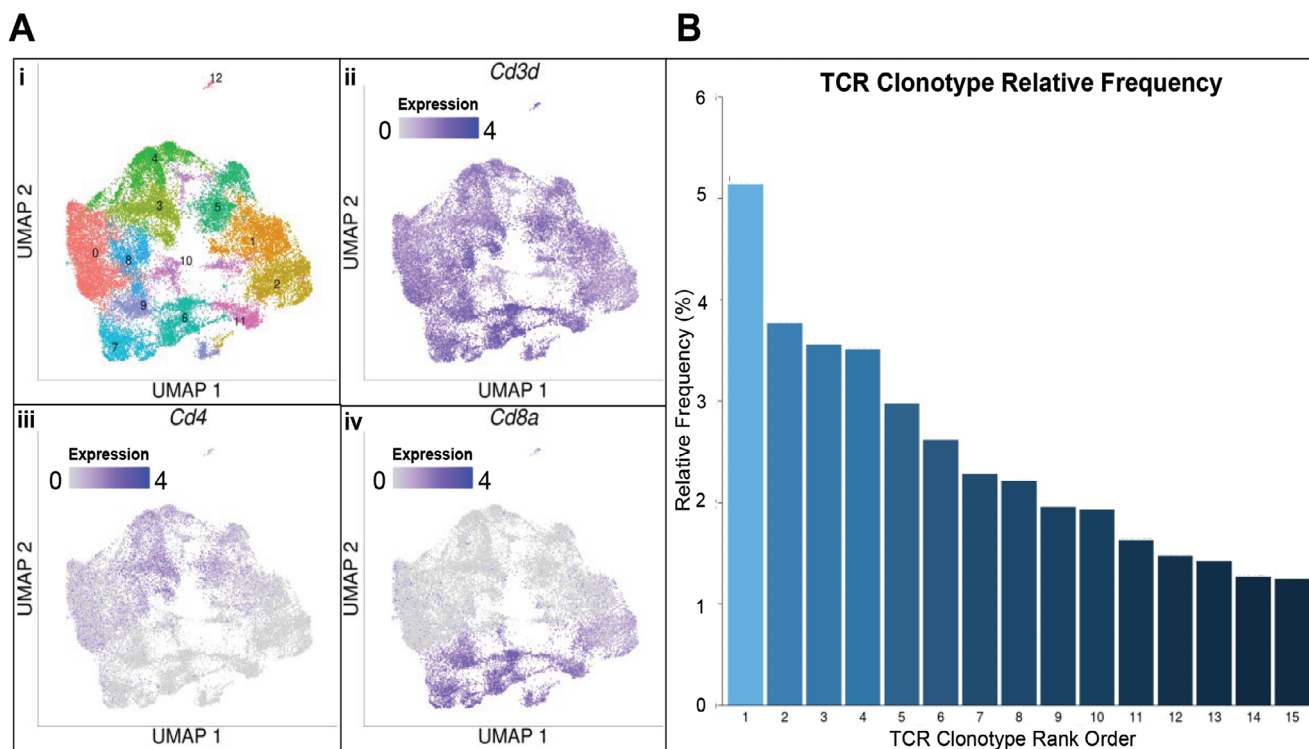 A
B
i
12
4
3
5
0
8
1
10
2
9
6
11
7
UMAP 2
UMAP 1
ii
Cd3d
Expression
0 4
UMAP 2
UMAP 1
iii
Cd4
Expression
0 4
UMAP 2
UMAP 1
iv
Cd8a
Expression
0 4
UMAP 2
UMAP 1
TCR Clonotype Relative Frequency
Relative Frequency (%)
6
5
4
3
2
1
0
1 2 3 4 5 6 7 8 9 10 11 12 13 14 15
TCR Clonotype Rank Order